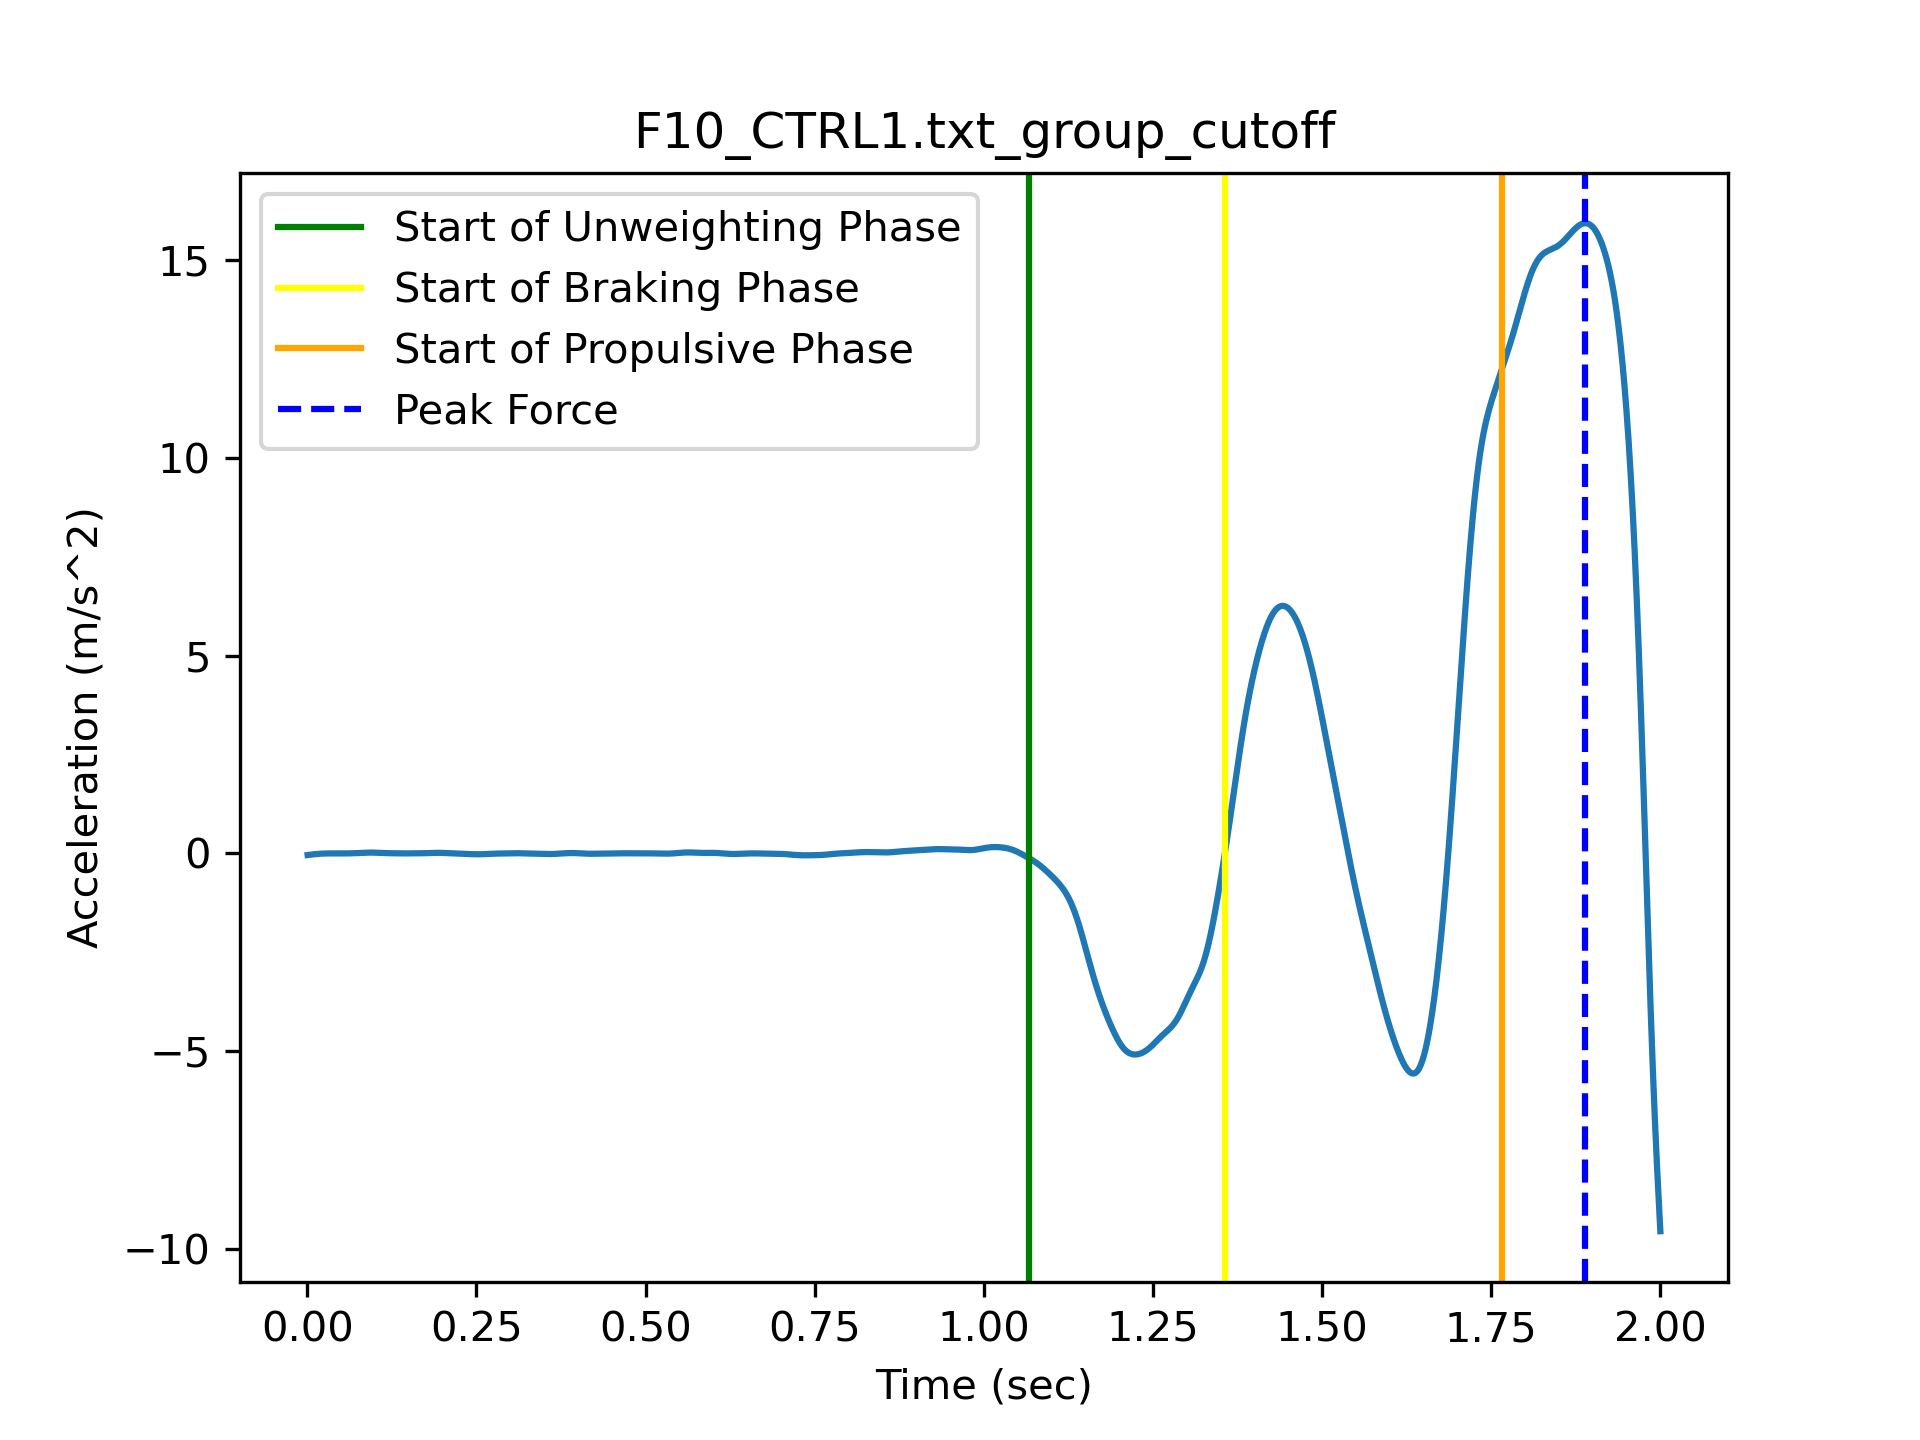 F10_CTRL1.txt_group_cutoff
Start of Unweighting Phase
Start of Braking Phase
Start of Propulsive Phase
Peak Force
Acceleration (m/s^2)
15
10
5
0
−5
−10
0.00 0.25 0.50 0.75 1.00 1.25 1.50 1.75 2.00
Time (sec)